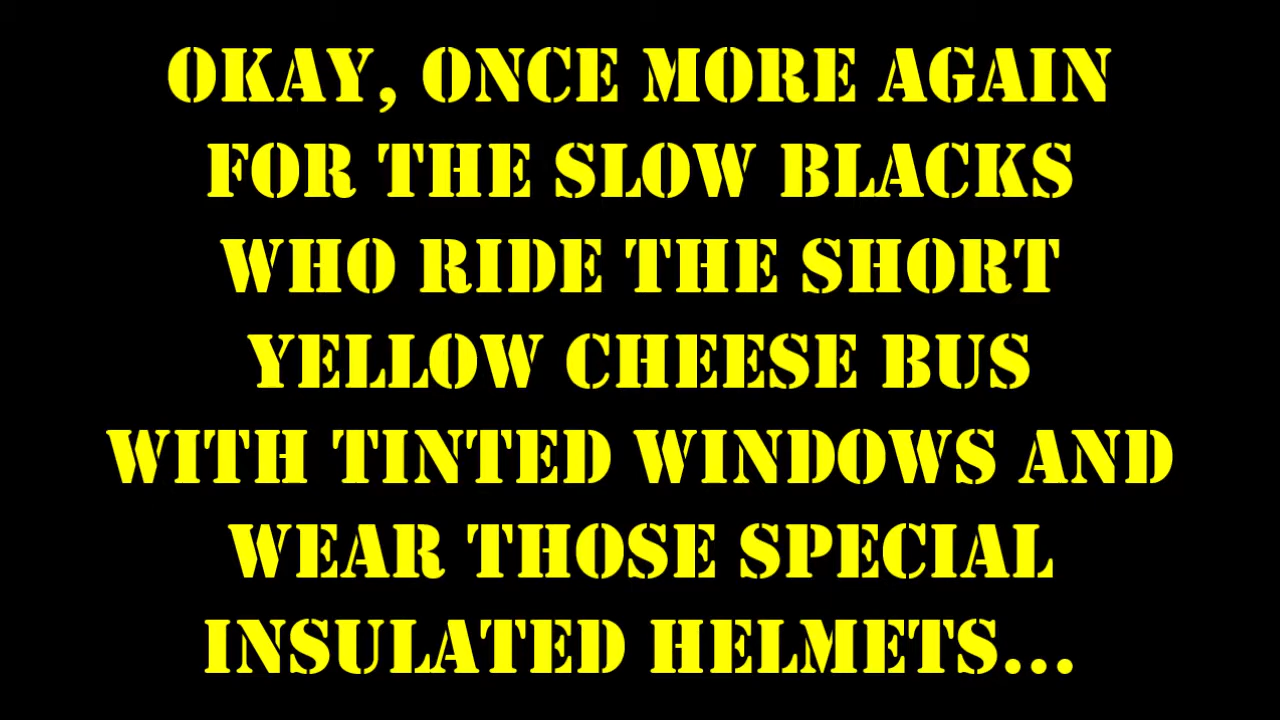 OKAY, ONCE MORE AGAIN
FOR THE SLOW BLACKS
WHO RIDE THE SHORT
YELLOW CHEESE BUS
WITH TINTED WINDOWS AND
WEAR THOSE SPECIAL
INSULATED HELMETS...